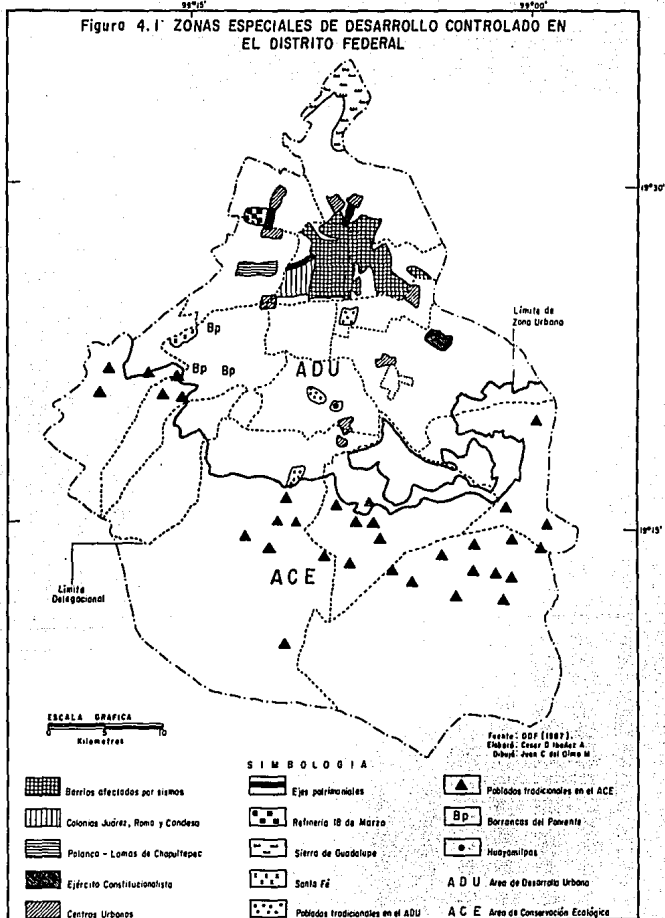 99°15'
99°00'
Figura 4.1 ZONAS ESPECIALES DE DESARROLLO CONTROLADO EN
EL DISTRITO FEDERAL
19°30'
Límite de
Zona Urbana
Bp
Bp Bp
ADU
19°15'
ACE
Límite
Delegacional
ESCALA GRAFICA
0 5 10
Kilometros
Fuente: DDF (1987).
Elaboró: Cesar D Ibañez A.
Dibujó: Juan C del Olmo M
SIMBOLOGIA
Barrios afectados por sismos
Colonias Juárez, Roma y Condesa
Polanco - Lomas de Chapultepec
Ejército Constitucionalista
Centros Urbanos
Ejes patrimoniales
Refinería 18 de Marzo
Sierra de Guadalupe
Santa Fé
Poblados tradicionales en el ADU
Poblados tradicionales en el ACE
Bp Barrancas del Poniente
Huayamilpas
ADU Area de Desarrollo Urbano
ACE Area de Conservación Ecológica